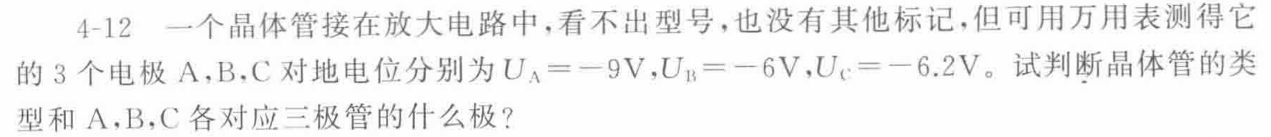 4-12 一个晶体管接在放大电路中,看不出型号,也没有其他标记,但可用万用表测得它
的 3 个电极 A,B,C 对地电位分别为 U_A=-9V,U_B=-6V,U_c=-6.2V。试判断晶体管的类
型和 A,B,C 各对应三极管的什么极?